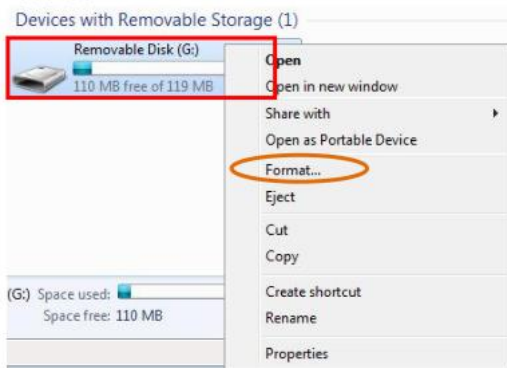 Devices with Removable Storage (1)
Removable Disk (G:)
110 MB free of 119 MB
Open
Open in new window
Share with
Open as Portable Device
Format...
Eject
Cut
Copy
Create shortcut
Rename
Properties
(G:) Space used:
Space free: 110 MB